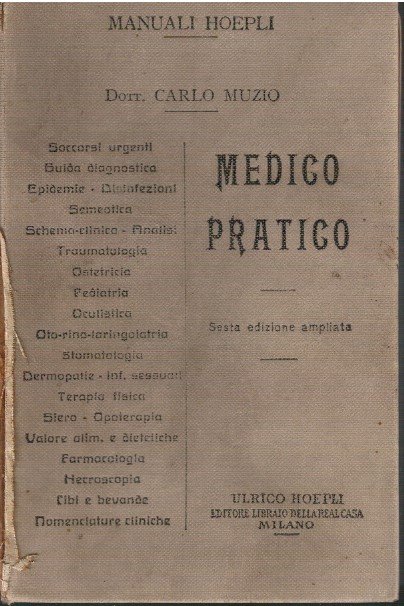 MANUALI HOEPLI
Dott. CARLO MUZIO
Soccorsi urgenti
Guida diagnostica
Epidemie - Disinfezioni
Semeotica
Schema-clinica - Analisi
Traumatologia
Ostetricia
Pediatria
Oculistica
Oto-rino-laringoiatria
Stomatologia
Dermopatie - Inf. sessuali
Terapia fisica
Siero - Opoterapia
Valore alim. e dietetiche
Farmacologia
Necroscopia
Cibi e bevande
Nomenclature cliniche
MEDICO
PRATICO
Sesta edizione ampliata
ULRICO HOEPLI
EDITORE LIBRAIO DELLA REAL CASA
MILANO